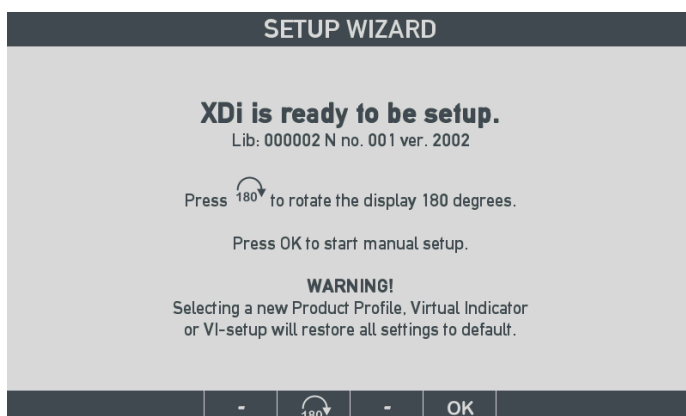 SETUP WIZARD
XDi is ready to be setup.
Lib: 000002 N no. 001 ver. 2002
Press 180 to rotate the display 180 degrees.
Press OK to start manual setup.
WARNING!
Selecting a new Product Profile, Virtual Indicator
or VI-setup will restore all settings to default.
- 180 - OK